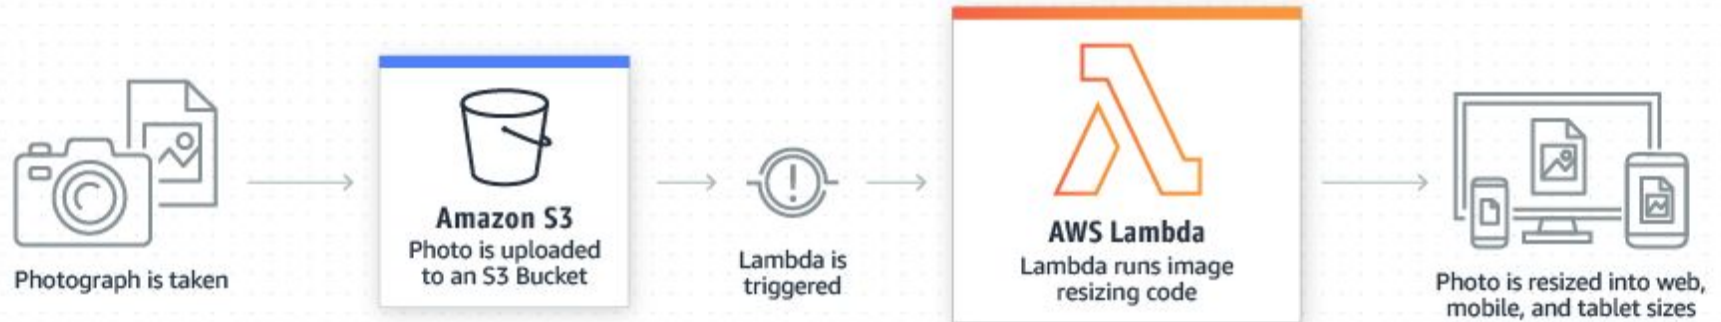 Photograph is taken
Amazon S3
Photo is uploaded
to an S3 Bucket
Lambda is
triggered
AWS Lambda
Lambda runs image
resizing code
Photo is resized into web,
mobile, and tablet sizes